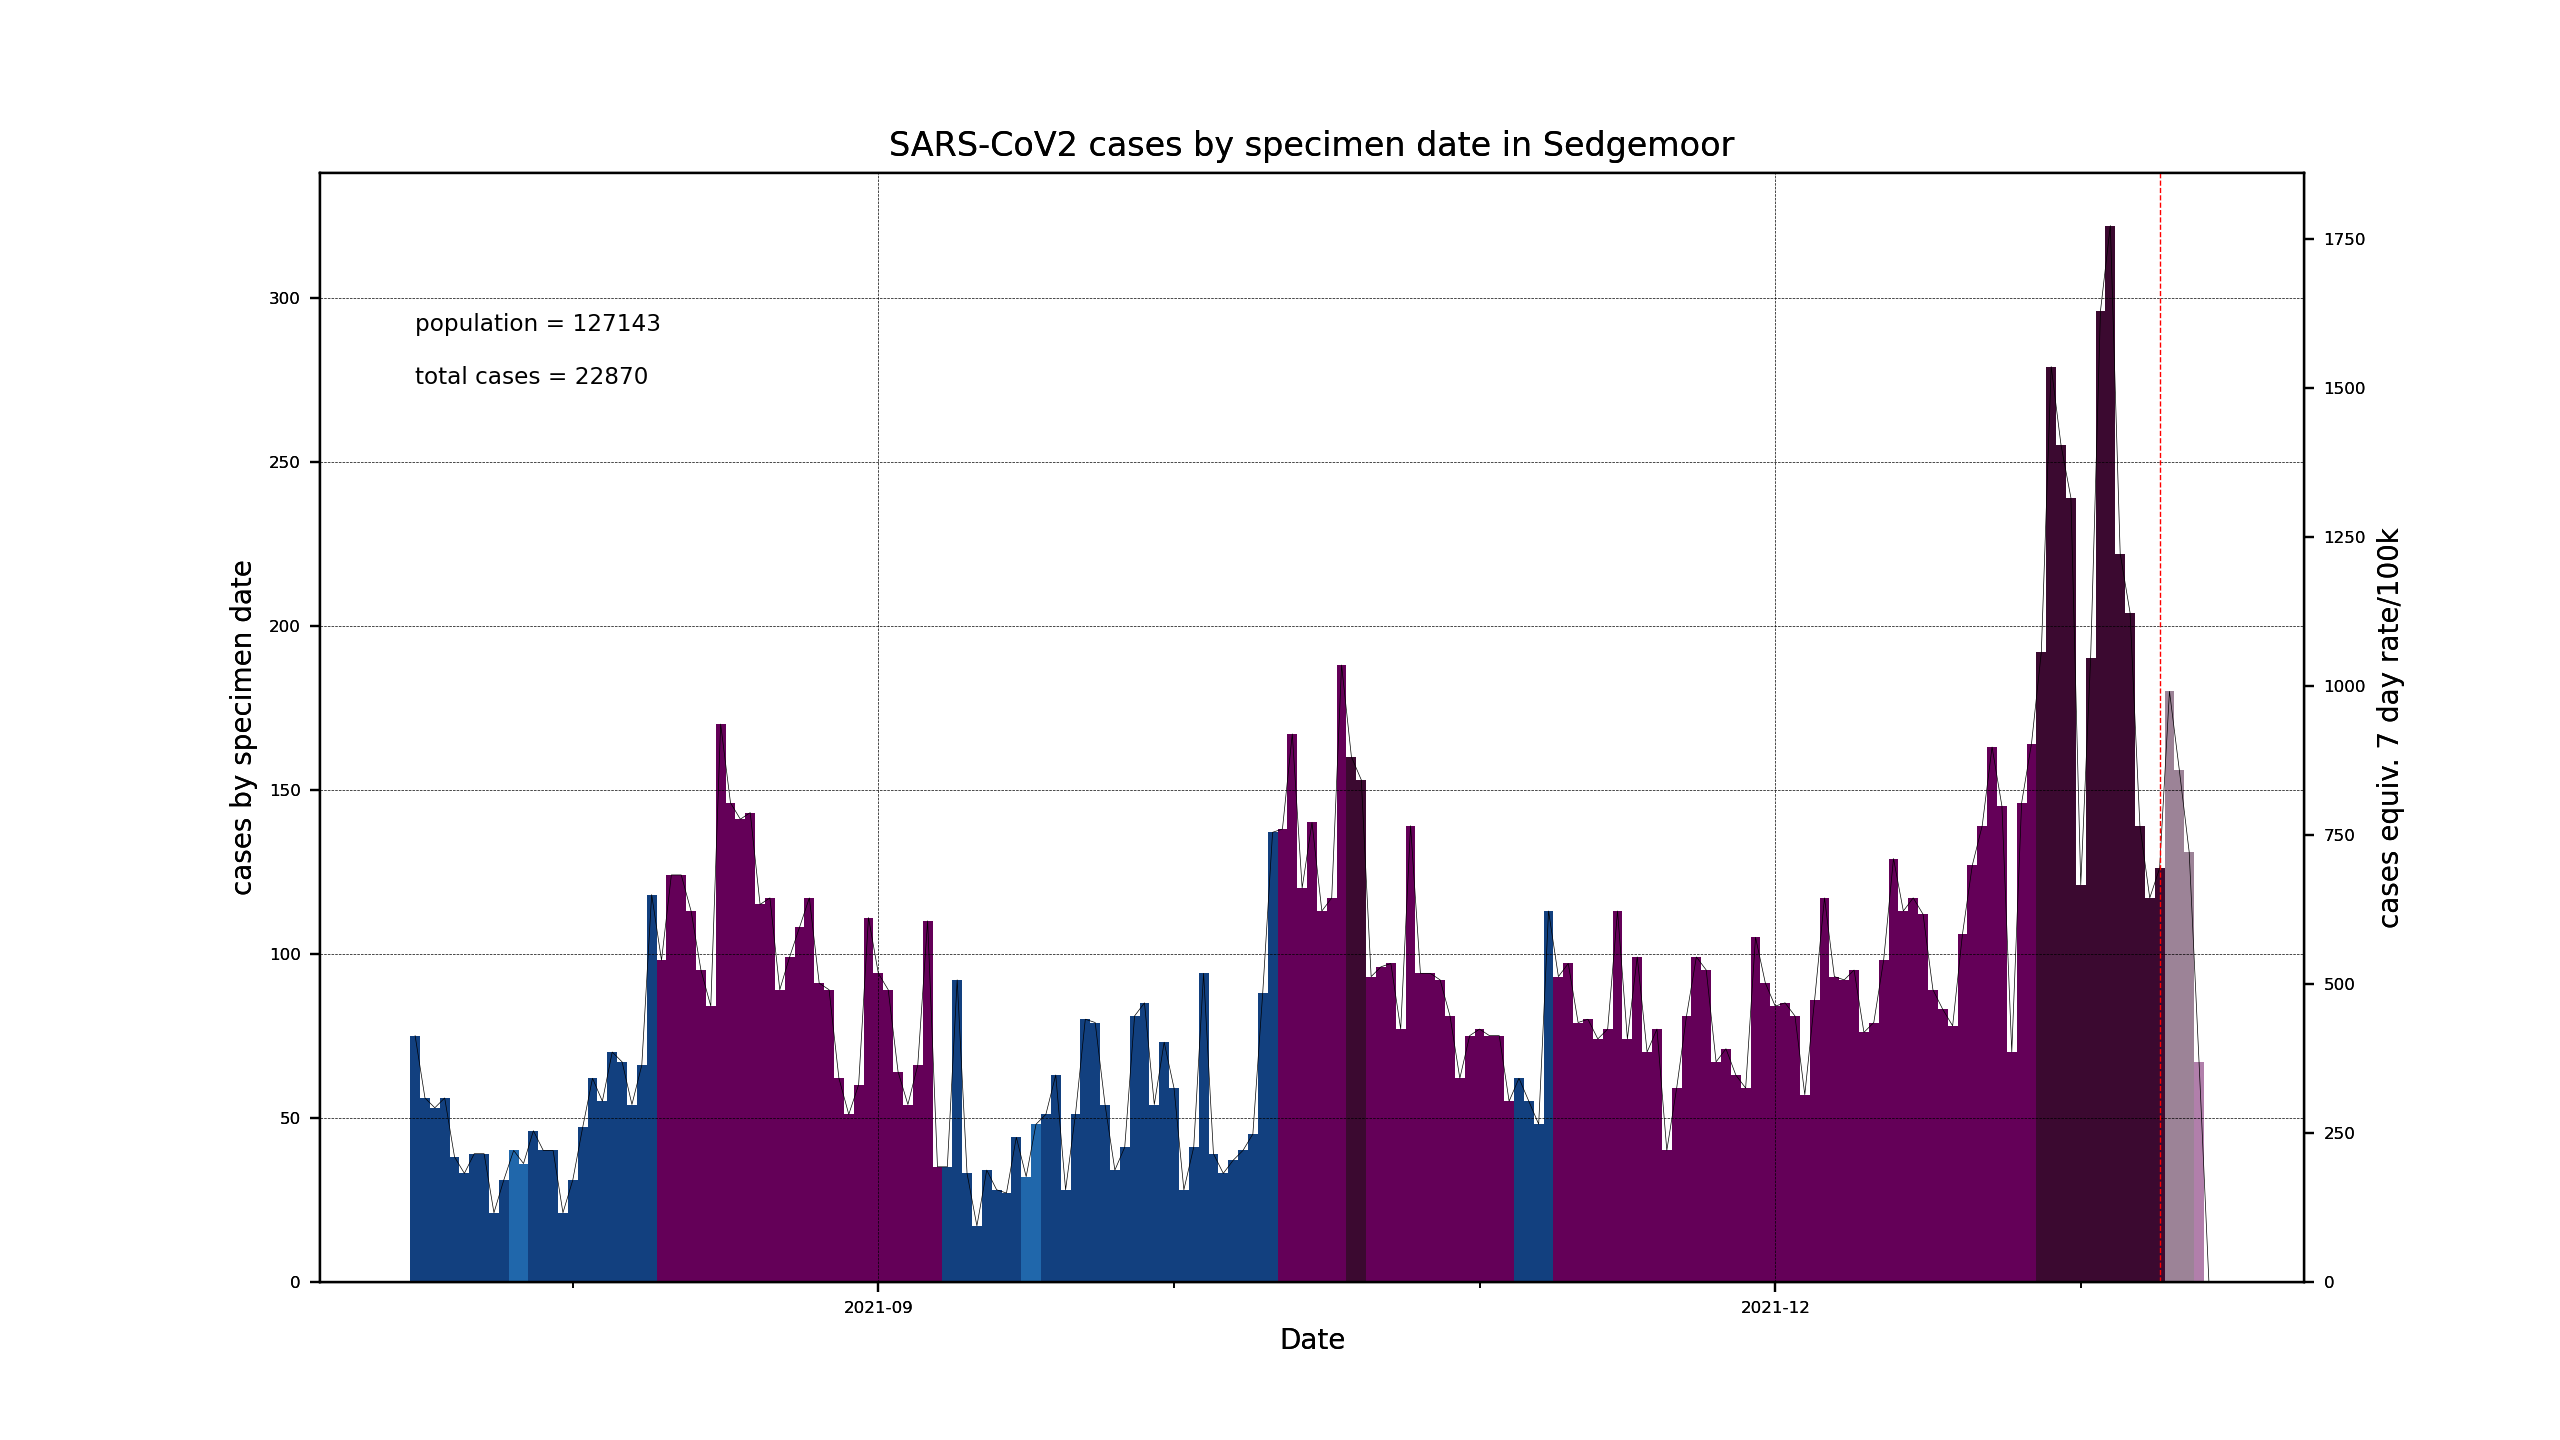 SARS-CoV2 cases by specimen date in Sedgemoor
population = 127143
total cases = 22870
cases by specimen date
300
250
200
150
100
50
0
1750
1500
1250
1000
750
500
250
0
cases equiv. 7 day rate/100k
2021-09
2021-12
Date